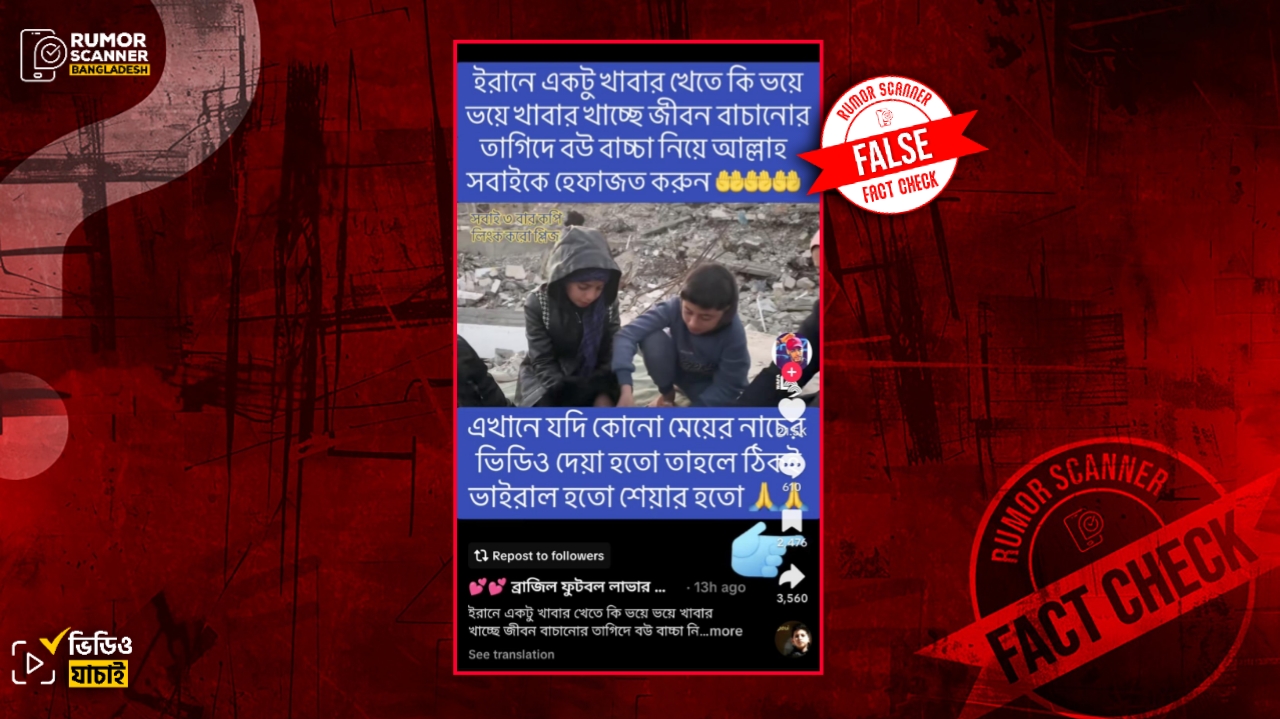 RUMOR
SCANNER
BANGLADESH
ইরানে একটু খাবার খেতে কি ভয়ে
ভয়ে খাবার খাচ্ছে জীবন বাচানোর
তাগিদে বউ বাচ্চা নিয়ে আল্লাহ
সবাইকে হেফাজত করুন 🤲🤲🤲
RUMOR SCANNER
FALSE
FACT CHECK
লিংক করো প্লিজ
এখানে যদি কোনো মেয়ের নাচের
ভিডিও দেয়া হতো তাহলে ঠিকই
ভাইরাল হতো শেয়ার হতো 🙏🙏
610
2,476
3,560
Repost to followers
💕💕 ব্রাজিল ফুটবল লাভার ... · 13h ago
ইরানে একটু খাবার খেতে কি ভয়ে ভয়ে খাবার
খাচ্ছে জীবন বাচানোর তাগিদে বউ বাচ্চা নি...more
See translation
ভিডিও
যাচাই
RUMOR SCANNER
FACT CHECK